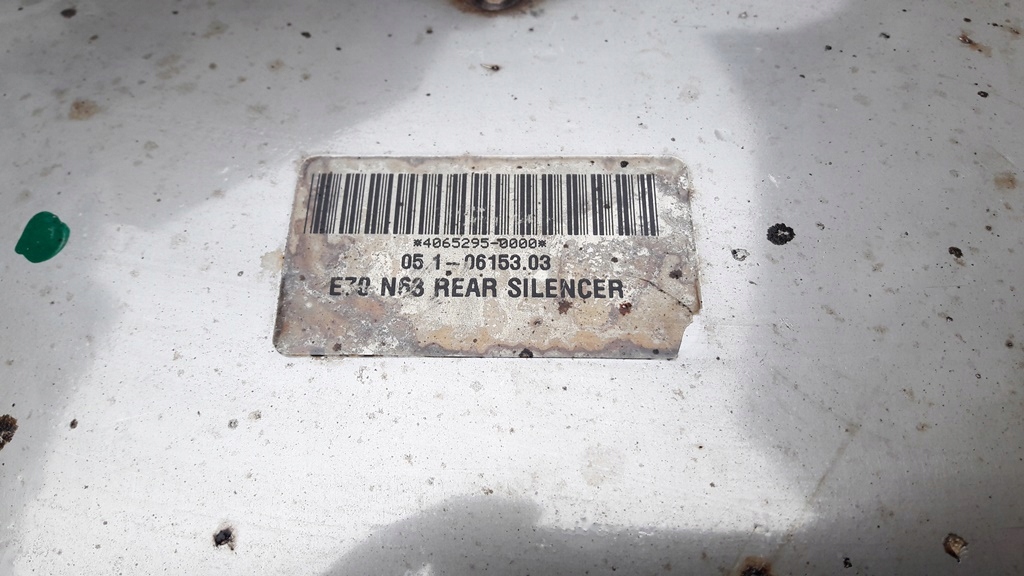 *4065295-0000*
05 1-06153.03
E70 N63 REAR SILENCER